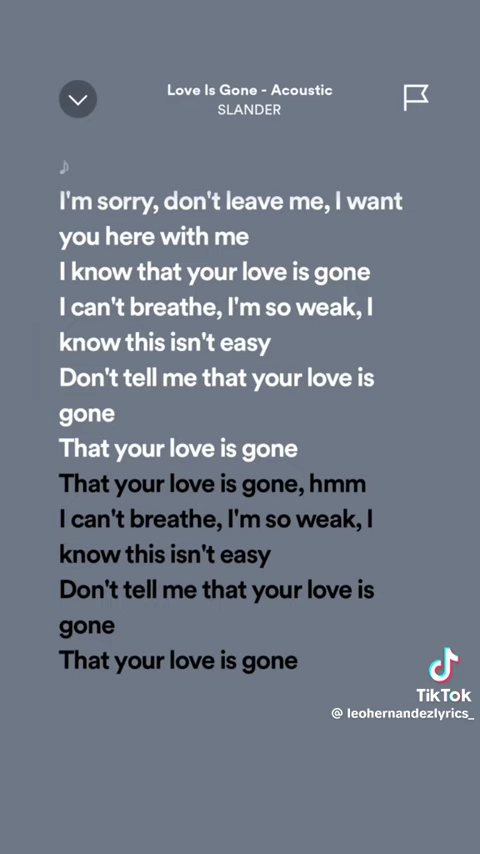 Love Is Gone - Acoustic
SLANDER
♪
I'm sorry, don't leave me, I want
you here with me
I know that your love is gone
I can't breathe, I'm so weak, I
know this isn't easy
Don't tell me that your love is
gone
That your love is gone
That your love is gone, hmm
I can't breathe, I'm so weak, I
know this isn't easy
Don't tell me that your love is
gone
That your love is gone
TikTok
@ leohernandezlyrics_